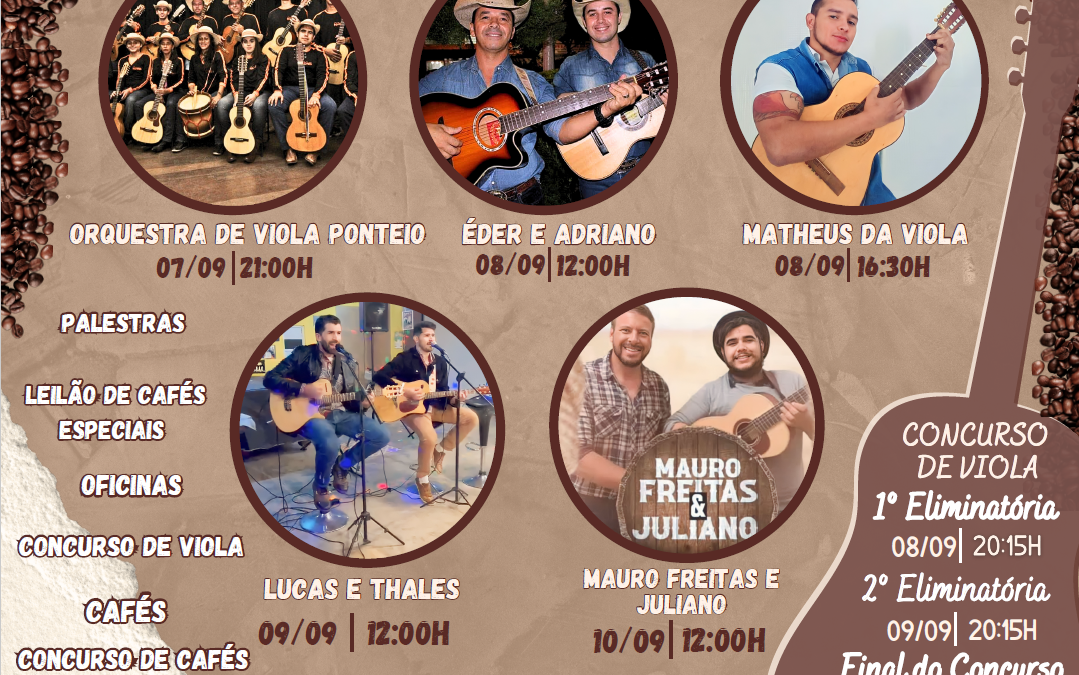 ORQUESTRA DE VIOLA PONTEIO
07/09 | 21:00H
ÉDER E ADRIANO
08/09 | 12:00H
MATHEUS DA VIOLA
08/09 | 16:30H
PALESTRAS
LEILÃO DE CAFÉS
ESPECIAIS
OFICINAS
CONCURSO DE VIOLA
CAFÉS
CONCURSO DE CAFÉS
MAURO
FREITAS
&
JULIANO
LUCAS E THALES
09/09 | 12:00H
MAURO FREITAS E
JULIANO
10/09 | 12:00H
CONCURSO
DE VIOLA
1º Eliminatória
08/09 | 20:15H
2º Eliminatória
09/09 | 20:15H
Final do Concurso